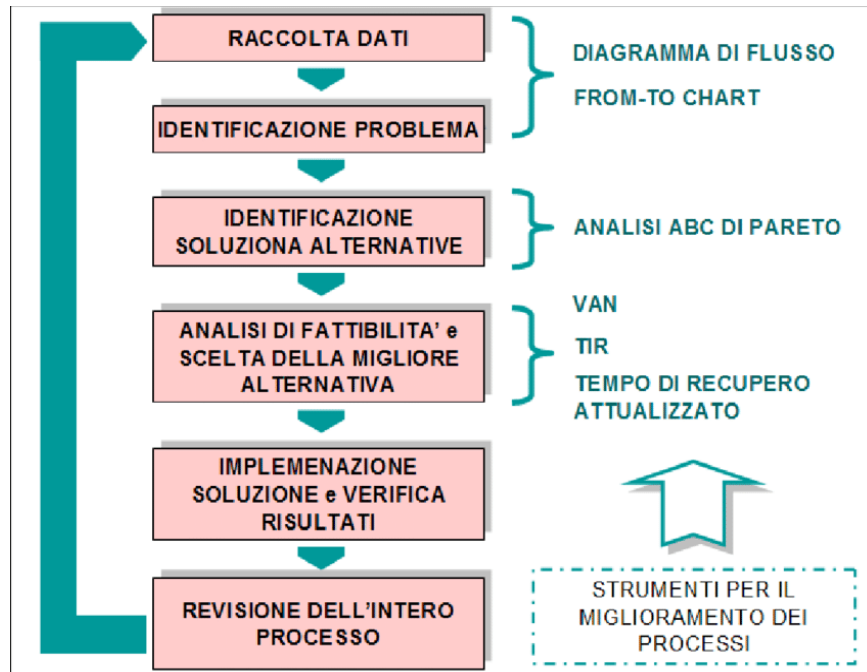 RACCOLTA DATI
DIAGRAMMA DI FLUSSO
FROM-TO CHART
IDENTIFICAZIONE PROBLEMA
IDENTIFICAZIONE
SOLUZIONA ALTERNATIVE
ANALISI ABC DI PARETO
ANALISI DI FATTIBILITA' e
SCELTA DELLA MIGLIORE
ALTERNATIVA
VAN
TIR
TEMPO DI RECUPERO
ATTUALIZZATO
IMPLEMENAZIONE
SOLUZIONE e VERIFICA
RISULTATI
REVISIONE DELL'INTERO
PROCESSO
STRUMENTI PER IL
MIGLIORAMENTO DEI
PROCESSI